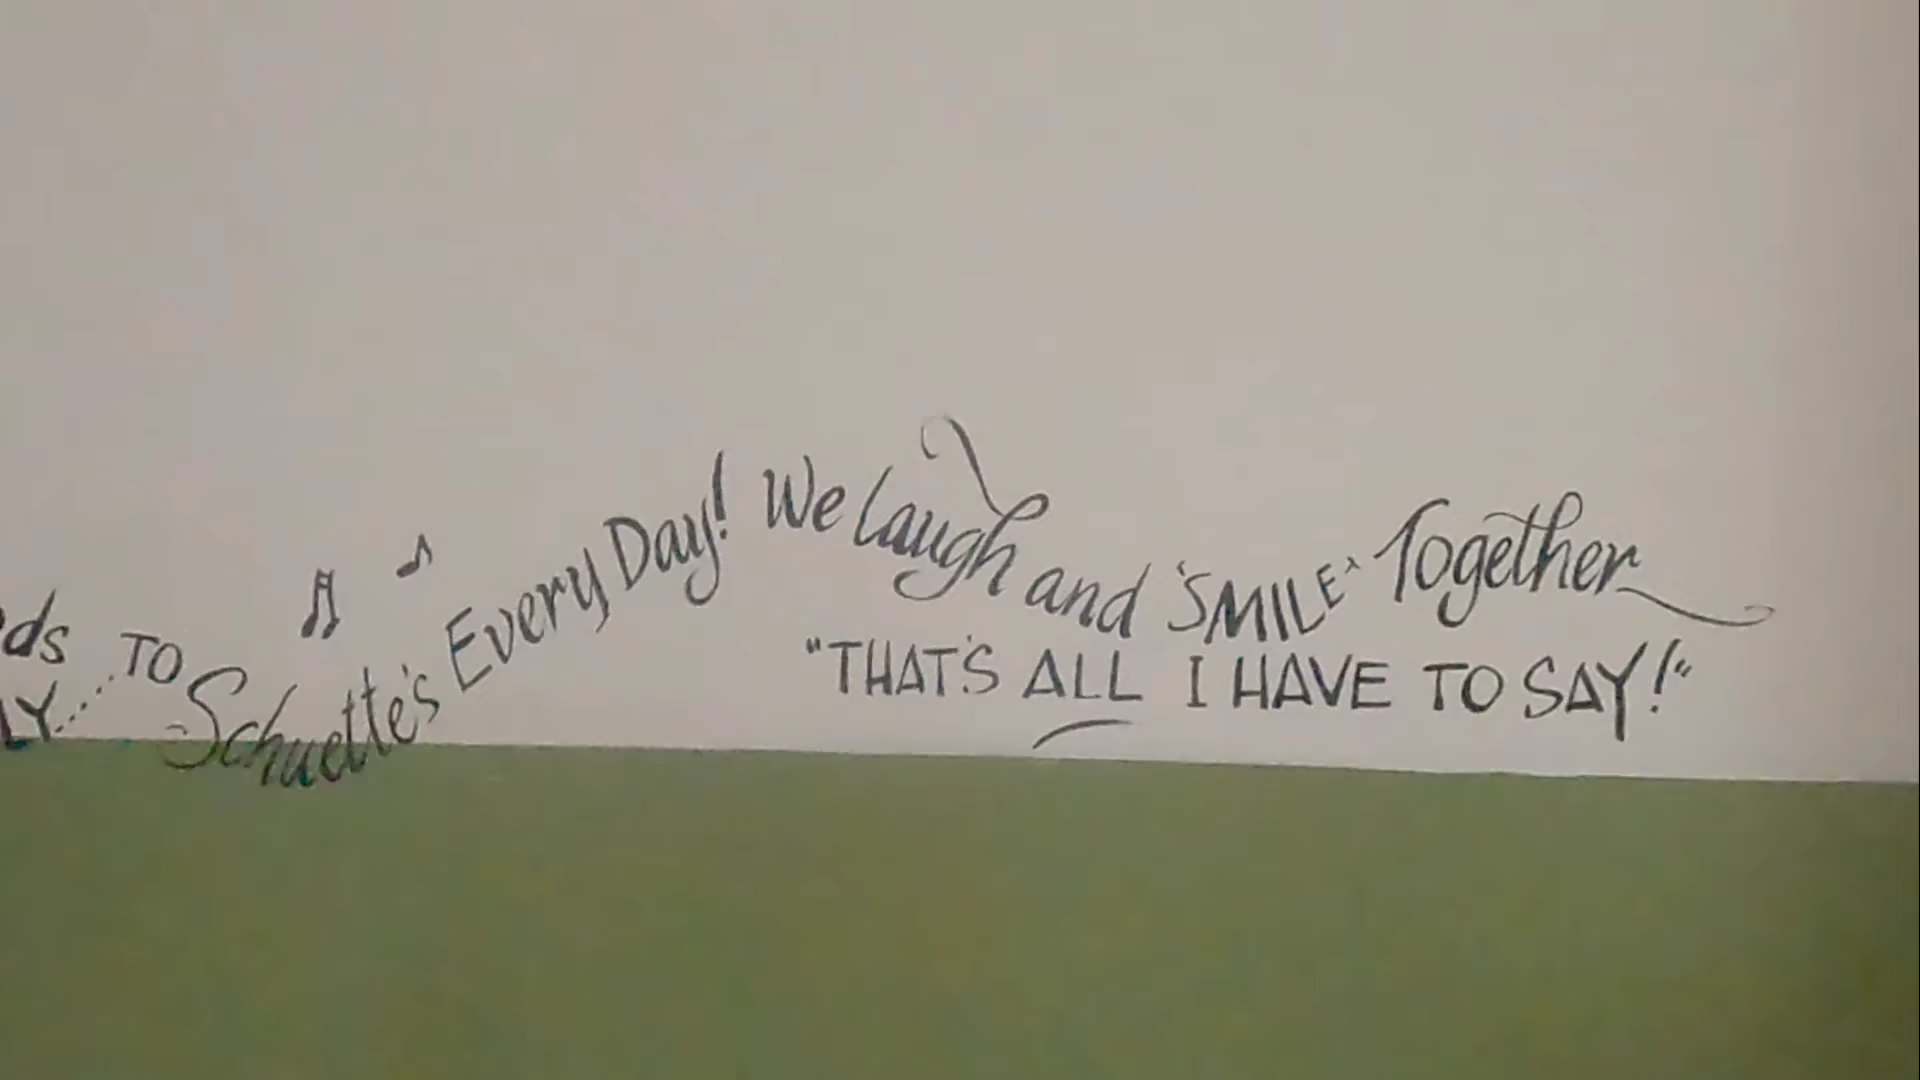 TO Schuette's Every Day! We laugh and 'SMILE' Together
"THAT'S ALL I HAVE TO SAY!"